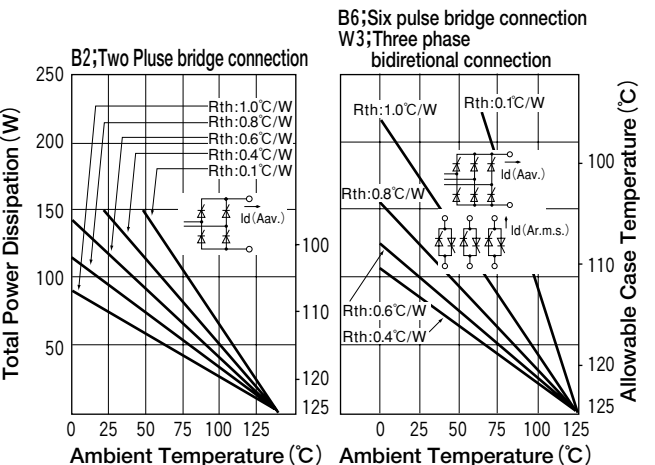 B6;Six pulse bridge connection
W3;Three phase
bidiretional connection
B2;Two Pluse bridge connection
Total Power Dissipation (W)
250
200
150
100
50
Rth:1.0℃/W
Rth:0.8℃/W
Rth:0.6℃/W
Rth:0.4℃/W
Rth:0.1℃/W
Id(Aav.)
100
110
120
125
0 25 50 75 100 125
Ambient Temperature (℃)
Rth:1.0℃/W
Rth:0.1℃/W
Id(Aav.)
Rth:0.8℃/W
Id(Ar.m.s.)
Rth:0.6℃/W
Rth:0.4℃/W
100
110
120
125
Allowable Case Temperature (℃)
0 25 50 75 100 125
Ambient Temperature (℃)